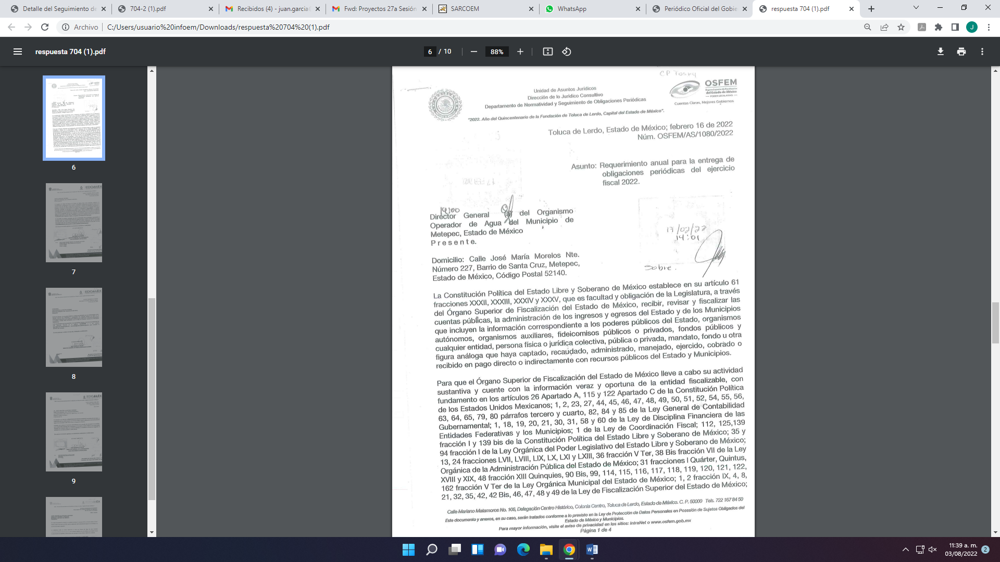 Detalle del Seguimiento de
704-2 (1).pdf
Recibidos (4) - juan.garcia
Fwd: Proyectos 27a Sesión
SARCOEM
WhatsApp
Periódico Oficial del Gobie
respuesta 704 (1).pdf
Archivo
C:/Users/usuario%20infoem/Downloads/respuesta%20704%20(1).pdf
J
respuesta 704 (1).pdf
6 / 10
88%
6
7
8
9
CP Tosky
Unidad de Asuntos Jurídicos
Dirección de lo Jurídico Consultivo
Departamento de Normatividad y Seguimiento de Obligaciones Periódicas
OSFEM
Órgano Superior de Fiscalización
del Estado de México
PODER LEGISLATIVO
Cuentas Claras, Mejores Gobiernos
"2022. Año del Quincentenario de la Fundación de Toluca de Lerdo, Capital del Estado de México".
Toluca de Lerdo, Estado de México; febrero 16 de 2022
Núm. OSFEM/AS/1080/2022
Asunto: Requerimiento anual para la entrega de
obligaciones periódicas del ejercicio
fiscal 2022.
17 FEB 2022
14:00
Director General (a) del Organismo
Operador de Agua del Municipio de
Metepec, Estado de México
P r e s e n t e.
17/02/22
14:01
Sobre.
Domicilio: Calle José María Morelos Nte.
Número 227, Barrio de Santa Cruz, Metepec,
Estado de México, Código Postal 52140.
La Constitución Política del Estado Libre y Soberano de México establece en su artículo 61
fracciones XXXII, XXXIII, XXXIV y XXXV, que es facultad y obligación de la Legislatura, a través
del Órgano Superior de Fiscalización del Estado de México, recibir, revisar y fiscalizar las
cuentas públicas, la administración de los ingresos y egresos del Estado y de los Municipios
que incluyen la información correspondiente a los poderes públicos del Estado, organismos
autónomos, organismos auxiliares, fideicomisos públicos o privados, fondos públicos y
cualquier entidad, persona física o jurídica colectiva, pública o privada, mandato, fondo u otra
figura análoga que haya captado, recaudado, administrado, manejado, ejercido, cobrado o
recibido en pago directo o indirectamente con recursos públicos del Estado y Municipios.
Para que el Órgano Superior de Fiscalización del Estado de México lleve a cabo su actividad
sustantiva y cuente con la información veraz y oportuna de la entidad fiscalizable, con
fundamento en los artículos 26 Apartado A, 115 y 122 Apartado C de la Constitución Política
de los Estados Unidos Mexicanos; 1, 2, 23, 27, 44, 45, 46, 47, 48, 49, 50, 51, 52, 54, 55, 56,
63, 64, 65, 79, 80 párrafos tercero y cuarto, 82, 84 y 85 de la Ley General de Contabilidad
Gubernamental; 1, 18, 19, 20, 21, 30, 31, 58 y 60 de la Ley de Disciplina Financiera de las
Entidades Federativas y los Municipios; 1 de la Ley de Coordinación Fiscal; 112, 125,139
fracción I y 139 bis de la Constitución Política del Estado Libre y Soberano de México; 35 y
94 fracción I de la Ley Orgánica del Poder Legislativo del Estado Libre y Soberano de México;
13, 24 fracciones LVII, LVIII, LIX, LX, LXI y LXIII, 36 fracción V Ter, 38 Bis fracción VII de la Ley
Orgánica de la Administración Pública del Estado de México; 31 fracciones I Quárter, Quintus,
XVIII y XIX, 48 fracción XIII Quinquies, 90 Bis, 99, 114, 115, 116, 117, 118, 119, 120, 121, 122,
162 fracción V Ter de la Ley Orgánica Municipal del Estado de México; 1, 2 fracción IX, 4, 8,
21, 32, 35, 42, 42 Bis, 46, 47, 48 y 49 de la Ley de Fiscalización Superior del Estado de México;
Calle Mariano Matamoros No. 106, Delegación Centro Histórico, Colonia Centro, Toluca de Lerdo, Estado de México. C. P. 50000 Tels. 722 167 84 50
Este documento y anexos, en su caso, serán tratados conforme a lo previsto en la Ley de Protección de Datos Personales en Posesión de Sujetos Obligados del
Estado de México y Municipios.
Para mayor información, visite el aviso de privacidad en los sitios: IntraNet o www.osfem.gob.mx
Página 1 de 4
11:39 a. m.
03/08/2022
2